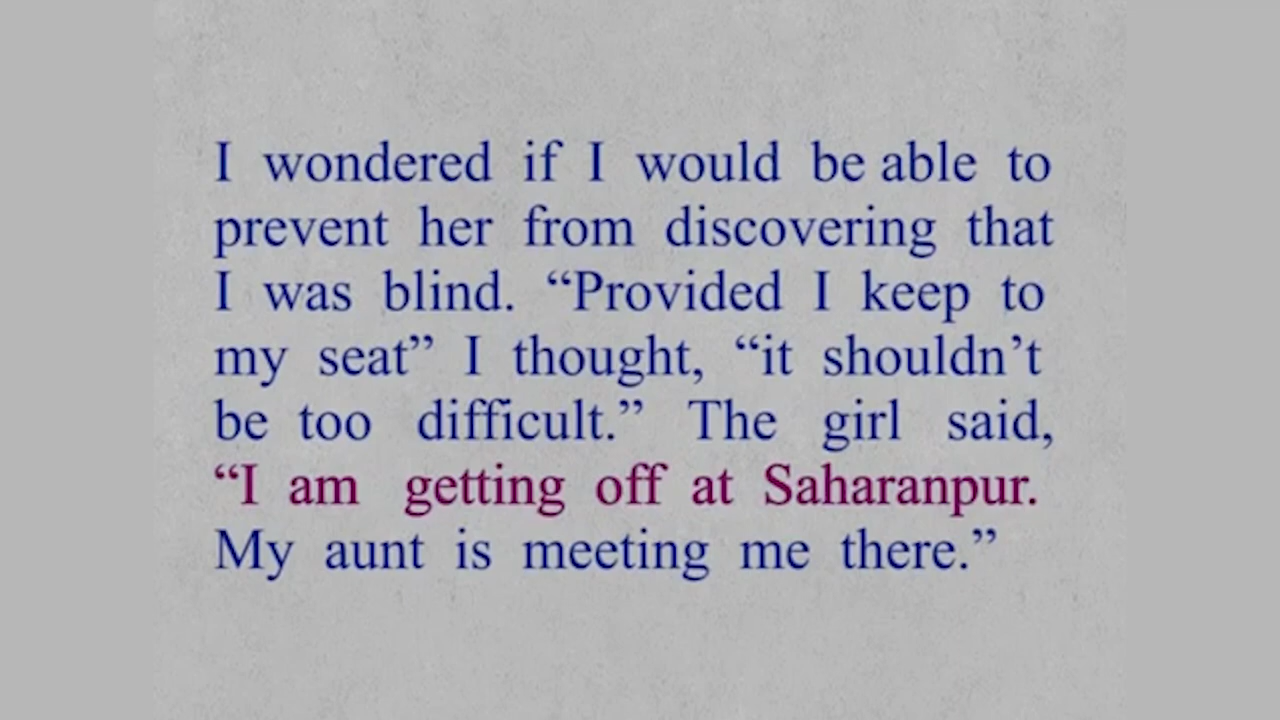 I wondered if I would be able to
prevent her from discovering that
I was blind. “Provided I keep to
my seat” I thought, “it shouldn’t
be too difficult.” The girl said,
“I am getting off at Saharanpur.
My aunt is meeting me there.”